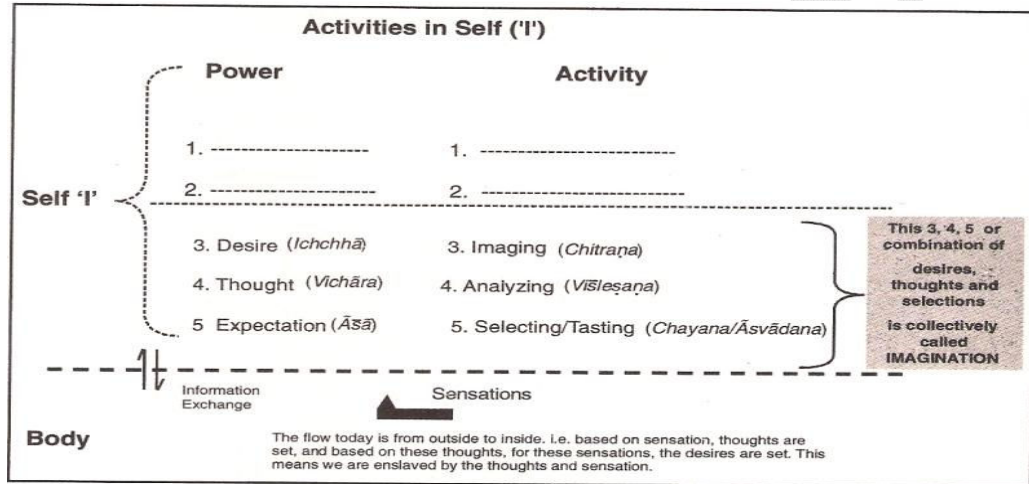 Activities in Self ('I')
Power Activity
1. ------------------- 1. -----------------------
2. ------------------- 2. -----------------------
Self 'I'
3. Desire (Ichchhā) 3. Imaging (Chitraṇa)
4. Thought (Vichāra) 4. Analyzing (Viśleṣaṇa)
5 Expectation (Āśā) 5. Selecting/Tasting (Chayana/Āsvādana)
This 3, 4, 5 or
combination of
desires,
thoughts and
selections
is collectively
called
IMAGINATION
Information
Exchange
Sensations
Body
The flow today is from outside to inside. i.e. based on sensation, thoughts are
set, and based on these thoughts, for these sensations, the desires are set. This
means we are enslaved by the thoughts and sensation.